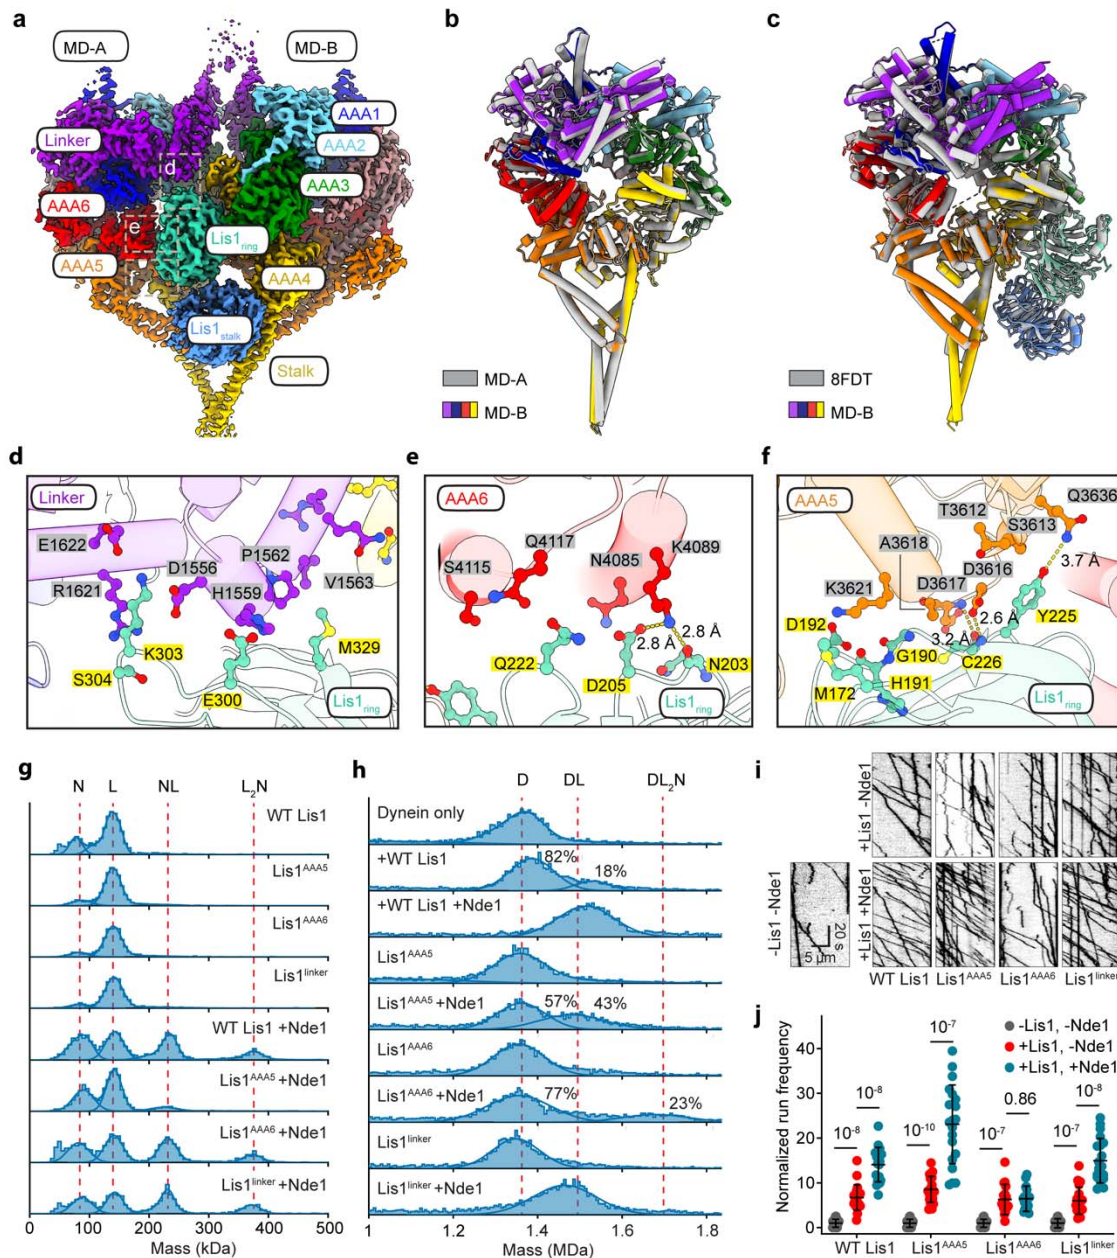 a
MD-A
MD-B
Linker
AAA1
AAA2
d
AAA3
AAA6
e
Lis1ring
AAA5
f
AAA4
Lis1stalk
Stalk
b
MD-A
MD-B
c
8FDT
MD-B
d
Linker
E1622
P1562
D1556
R1621
H1559
V1563
K303
M329
S304
E300
Lis1ring
e
AAA6
Q4117
N4085
K4089
S4115
2.8 Å
2.8 Å
Q222
D205
N203
Lis1ring
f
AAA5
Q3636
T3612
S3613
A3618
D3616
3.7 Å
K3621
D3617
2.6 Å
Y225
D192
3.2 Å
G190
C226
M172
H191
Lis1ring
g
N L NL L2N
WT Lis1
Lis1AAA5
Lis1AAA6
Lis1linker
WT Lis1 +Nde1
Lis1AAA5 +Nde1
Lis1AAA6 +Nde1
Lis1linker +Nde1
0 100 200 300 400 500
Mass (kDa)
h
D DL DL2N
Dynein only
+WT Lis1
82%
18%
+WT Lis1 +Nde1
Lis1AAA5
Lis1AAA5 +Nde1
57%
43%
Lis1AAA6
Lis1AAA6 +Nde1
77%
23%
Lis1linker
Lis1linker +Nde1
1.2 1.4 1.6 1.8
Mass (MDa)
i
+Lis1 -Nde1
-Lis1 -Nde1
20 s
5 µm
+Lis1 +Nde1
WT Lis1 Lis1AAA5 Lis1AAA6 Lis1linker
j
Normalized run frequency
40
30
20
10
0
-Lis1, -Nde1
+Lis1, -Nde1
+Lis1, +Nde1
10-8
10-8
10-10
10-7
10-7
0.86
10-7
10-8
WT Lis1 Lis1AAA5 Lis1AAA6 Lis1linker